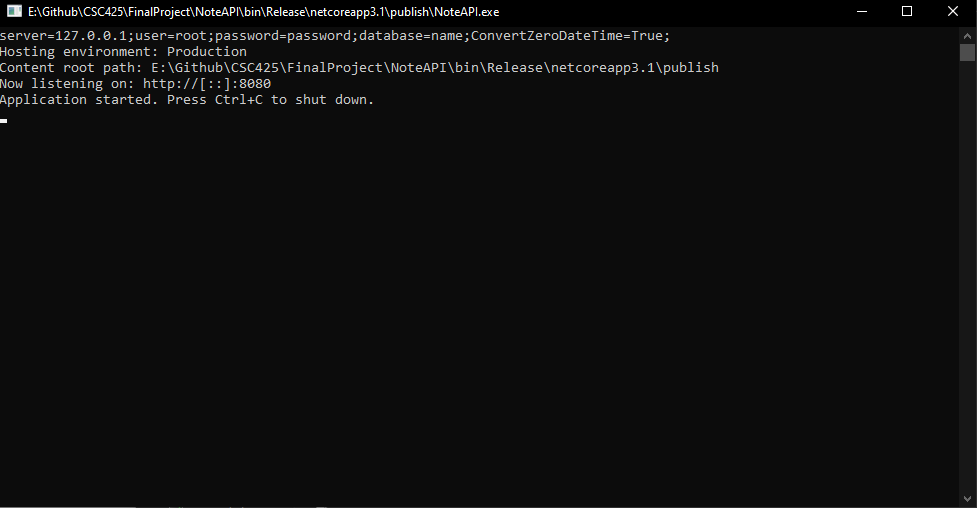 E:\Github\CSC425\FinalProject\NoteAPI\bin\Release\netcoreapp3.1\publish\NoteAPI.exe
server=127.0.0.1;user=root;password=password;database=name;ConvertZeroDateTime=True;
Hosting environment: Production
Content root path: E:\Github\CSC425\FinalProject\NoteAPI\bin\Release\netcoreapp3.1\publish
Now listening on: http://[::]:8080
Application started. Press Ctrl+C to shut down.